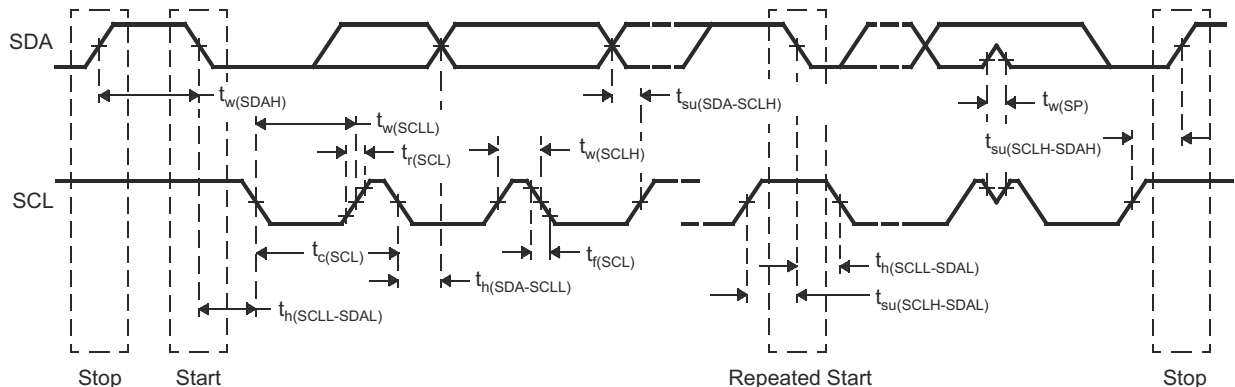 SDA
t_w(SDAH)
t_su(SDA-SCLH)
t_w(SP)
t_w(SCLL)
t_r(SCL)
t_w(SCLH)
t_su(SCLH-SDAH)
SCL
t_c(SCL)
t_f(SCL)
t_h(SDA-SCLL)
t_h(SCLL-SDAL)
t_h(SCLL-SDAL)
t_su(SCLH-SDAL)
Stop
Start
Repeated Start
Stop